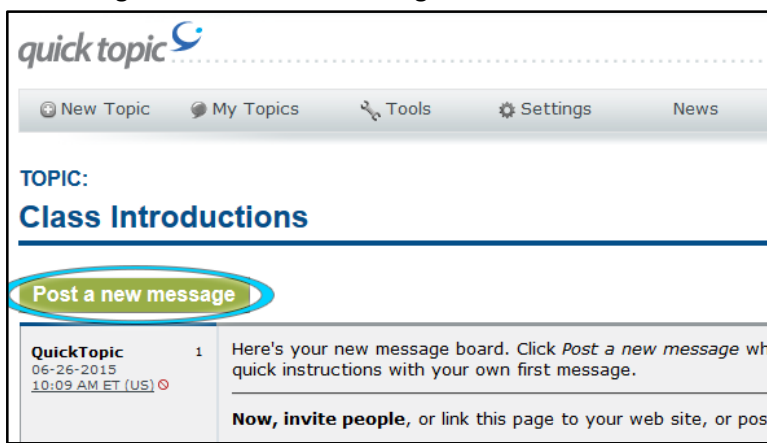 quick topic
New Topic My Topics Tools Settings News
TOPIC:
Class Introductions
Post a new message
QuickTopic 1 Here's your new message board. Click Post a new message
06-26-2015 quick instructions with your own first message.
10:09 AM ET (US)
Now, invite people, or link this page to your web site, or